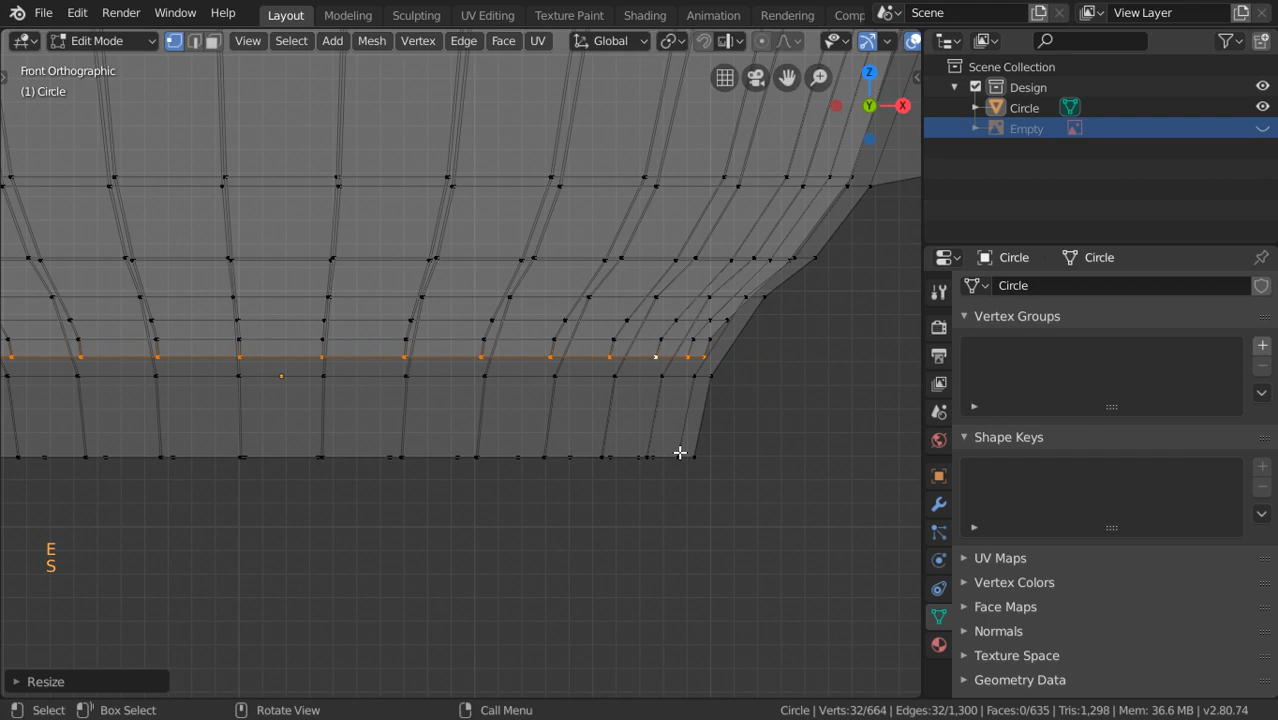 File Edit Render Window Help Layout Modeling Sculpting UV Editing Texture Paint Shading Animation Rendering Comp Scene View Layer
Edit Mode View Select Add Mesh Vertex Edge Face UV Global
Front Orthographic
(1) Circle
Z
Y
X
Scene Collection
Design
Circle
Empty
Circle Circle
Circle
Vertex Groups
Shape Keys
UV Maps
Vertex Colors
Face Maps
Normals
Texture Space
Geometry Data
E
S
Resize
Select Box Select Rotate View Call Menu Circle | Verts:32/664 | Edges:32/1,300 | Faces:0/635 | Tris:1,298 | Mem: 36.6 MB | v2.80.74